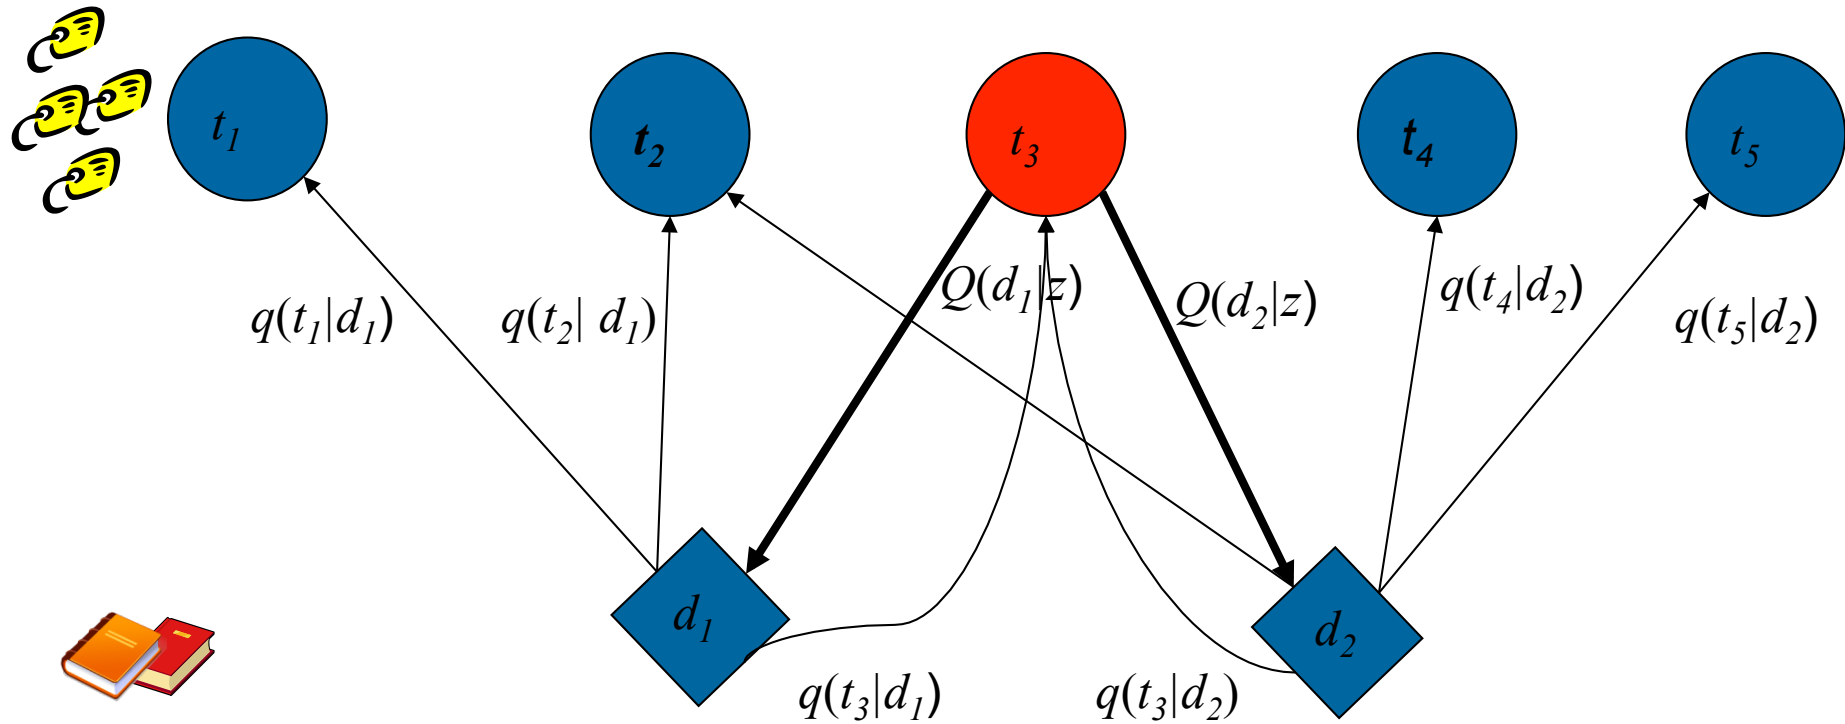 t1
t2
t3
t4
t5
Q(d1|z)
Q(d2|z)
q(t4|d2)
q(t1|d1)
q(t2| d1)
q(t5|d2)
d1
d2
q(t3|d1)
q(t3|d2)